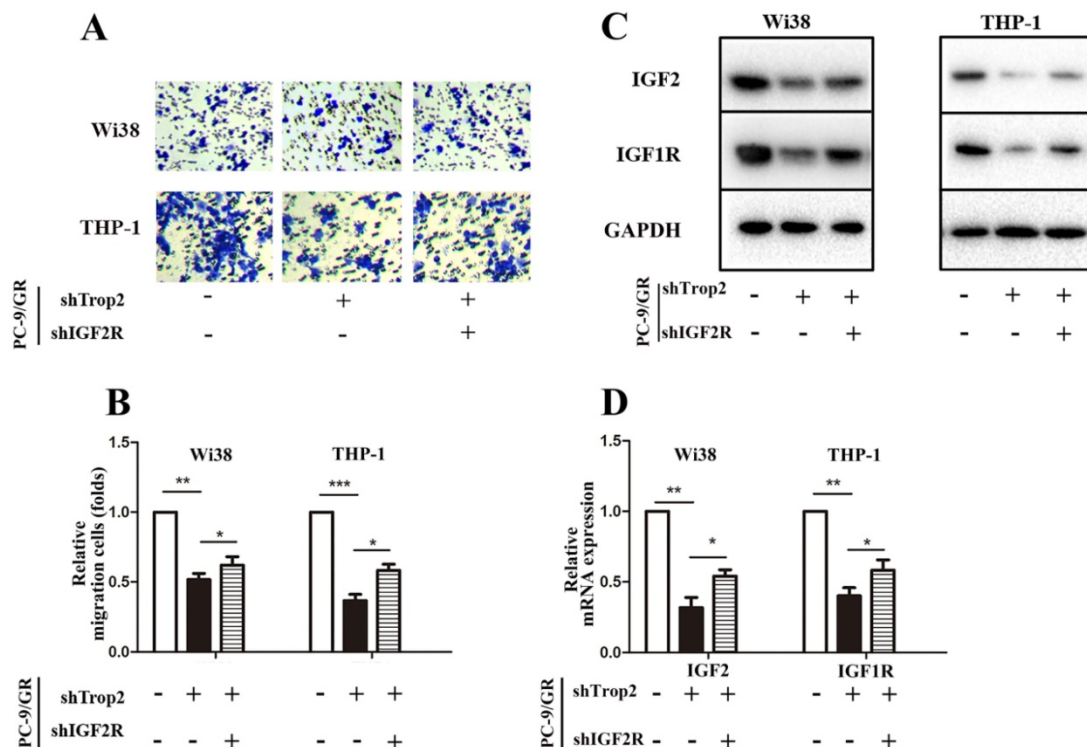 A
Wi38
THP-1
PC-9/GR
shTrop2 - + +
shIGF2R - - +
C
Wi38 THP-1
IGF2
IGF1R
GAPDH
PC-9/GR
shTrop2 - + + - + +
shIGF2R - - + - - +
B
Relative
migration cells (folds)
1.5
1.0
0.5
0.0
Wi38 THP-1
** ***
* *
PC-9/GR
- + + shTrop2 - + +
- - + shIGF2R - - +
D
Relative
mRNA expression
1.5
1.0
0.5
0.0
Wi38 THP-1
** **
* *
IGF2 IGF1R
PC-9/GR
shTrop2 - + + - + +
shIGF2R - - + - - +